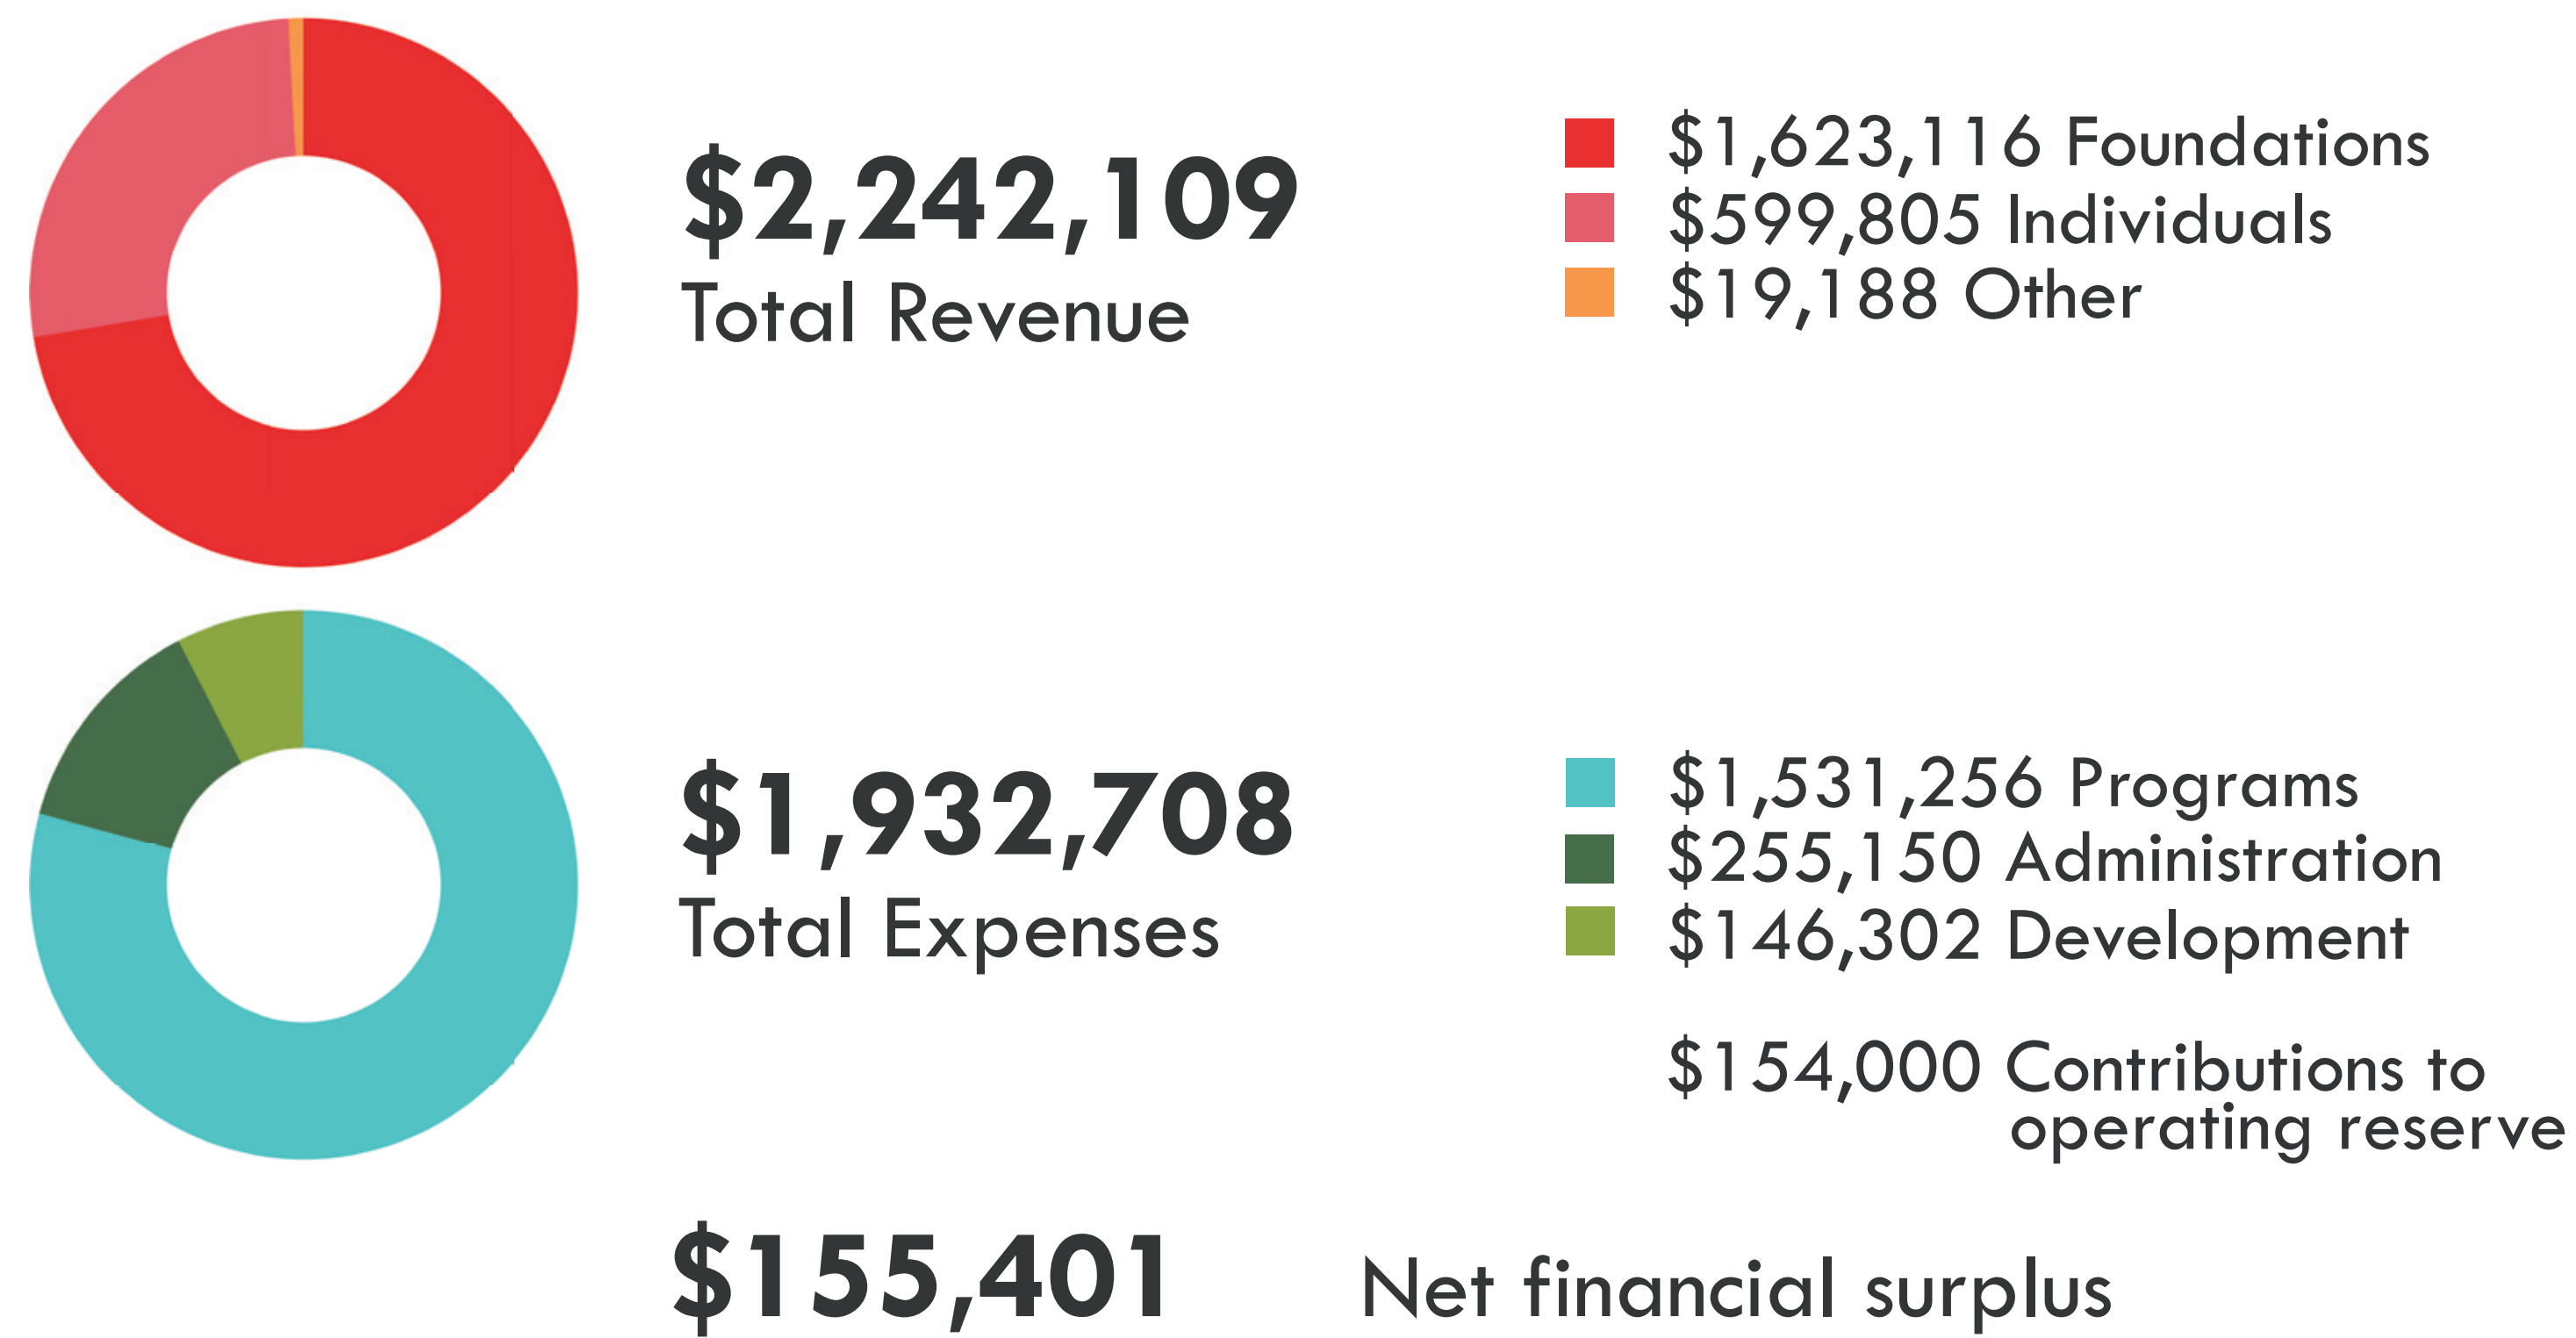 $2,242,109
Total Revenue
$1,623,116 Foundations
$599,805 Individuals
$19,188 Other
$1,932,708
Total Expenses
$1,531,256 Programs
$255,150 Administration
$146,302 Development
$154,000 Contributions to
operating reserve
$155,401 Net financial surplus